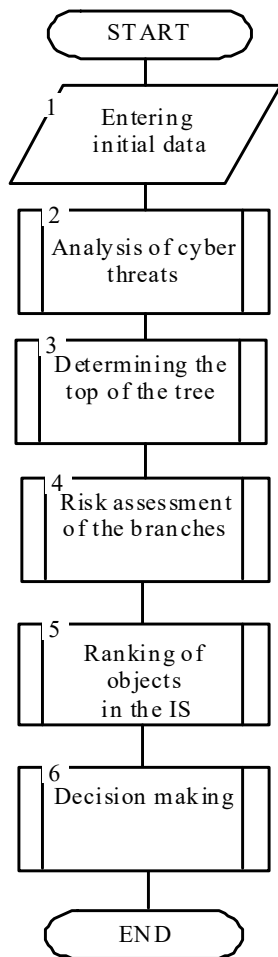 START
1
Entering
initial data
2
Analysis of cyber
threats
3
Determining the
top of the tree
4
Risk assessment
of the branches
5
Ranking of
objects
in the IS
6
Decision making
END